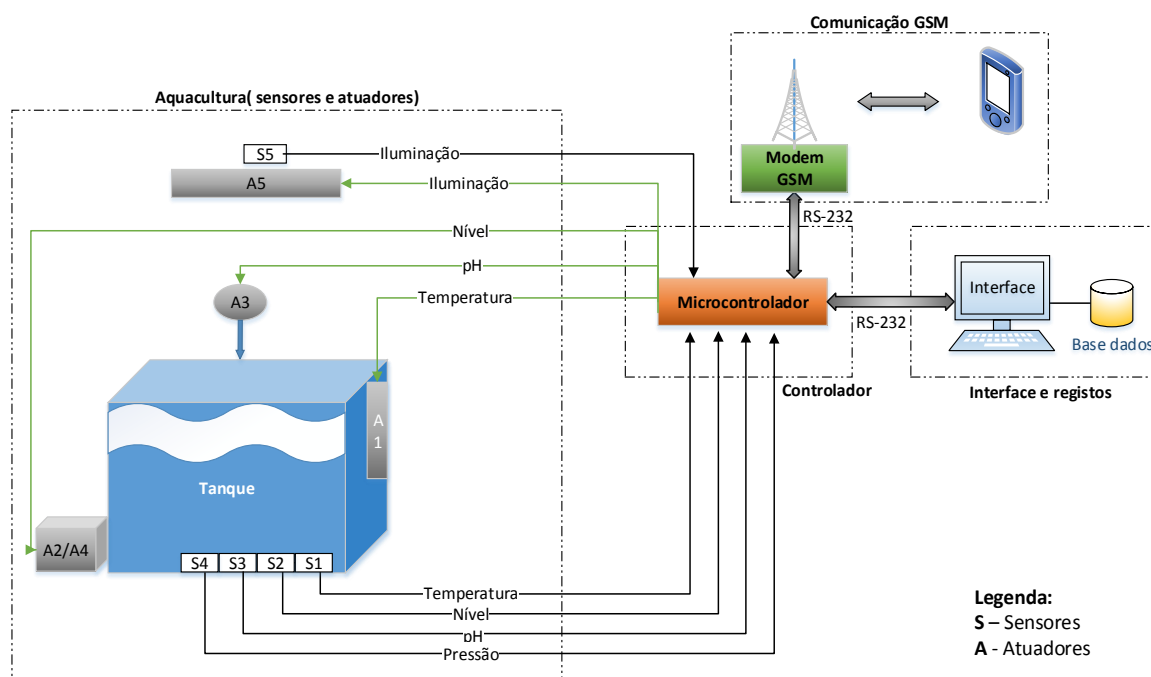 Comunicação GSM
Aquacultura( sensores e atuadores)
S5
Iluminação
A5
Iluminação
Modem
GSM
RS-232
Nível
pH
A3
Temperatura
Microcontrolador
RS-232
Interface
Base dados
Controlador
Interface e registos
A
1
Tanque
A2/A4
S4
S3
S2
S1
Temperatura
Nível
pH
Pressão
Legenda:
S – Sensores
A - Atuadores